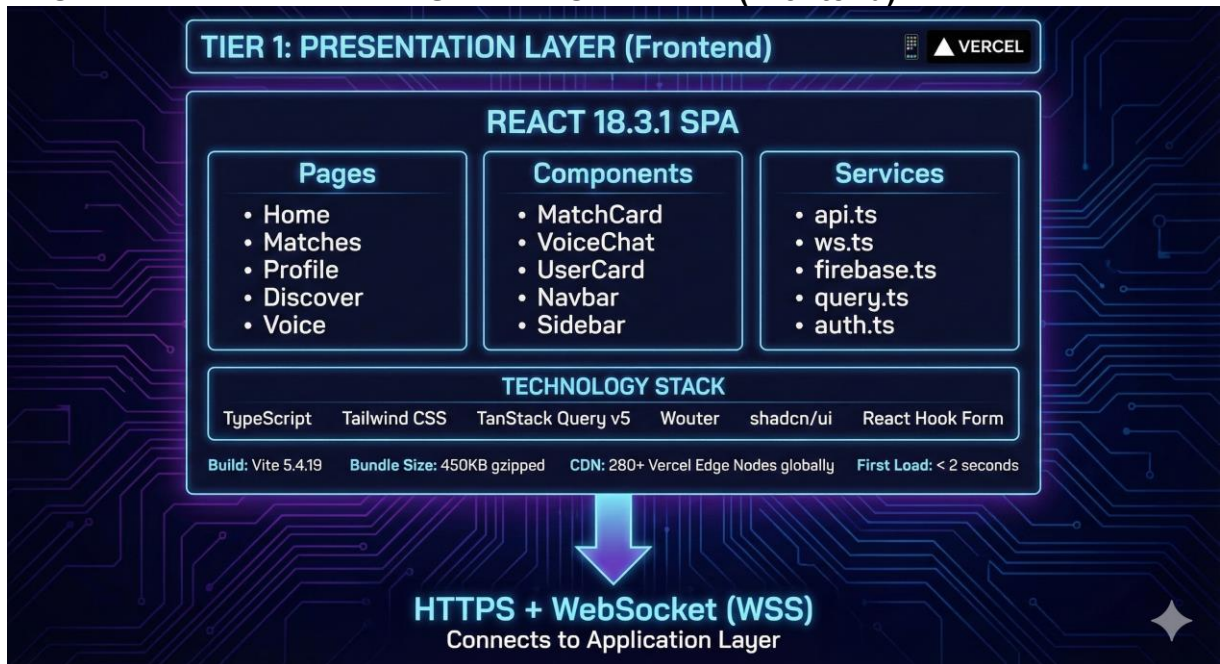 TIER 1: PRESENTATION LAYER (Frontend)
VERCEL
REACT 18.3.1 SPA
Pages
• Home
• Matches
• Profile
• Discover
• Voice
Components
• MatchCard
• VoiceChat
• UserCard
• Navbar
• Sidebar
Services
• api.ts
• ws.ts
• firebase.ts
• query.ts
• auth.ts
TECHNOLOGY STACK
TypeScript Tailwind CSS TanStack Query v5 Wouter shadcn/ui React Hook Form
Build: Vite 5.4.19 Bundle Size: 450KB gzipped CDN: 280+ Vercel Edge Nodes globally First Load: < 2 seconds
HTTPS + WebSocket (WSS)
Connects to Application Layer